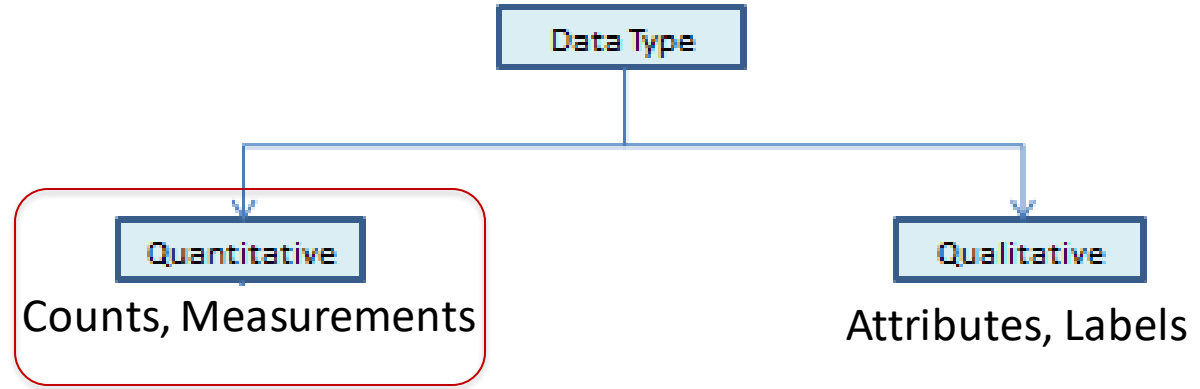 Data Type
Quantitative
Qualitative
Counts, Measurements
Attributes, Labels